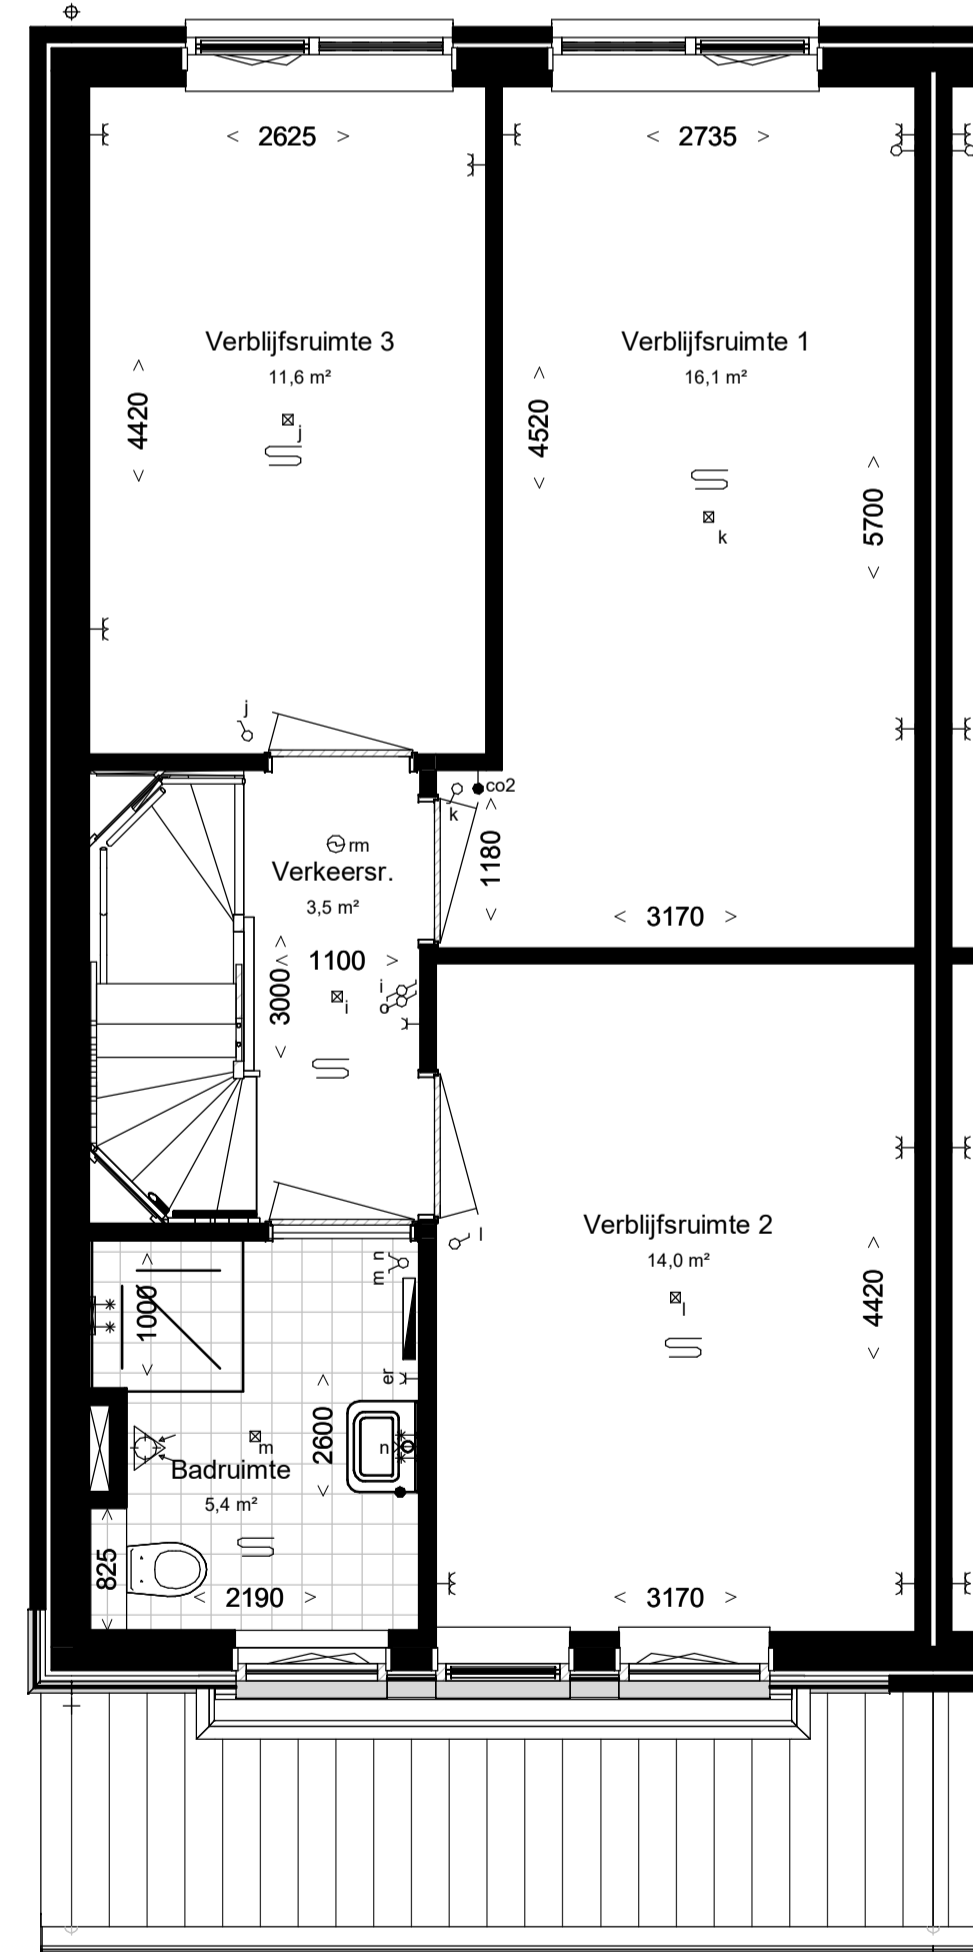 2625
2735
Verblijfsruimte 3
11,6 m²
Verblijfsruimte 1
16,1 m²
4420
j
4520
k
5700
j
k
co2
rm
Verkeersr.
3,5 m²
1180
3170
1100
3000
i
i
o
l
Verblijfsruimte 2
14,0 m²
m n
1000
l
4420
er
2600
m
n
Badruimte
5,4 m²
825
2190
3170